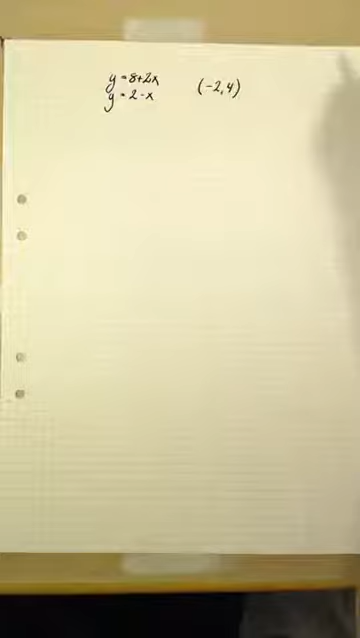 y = 8+2x (-2,4)
y = 2-x